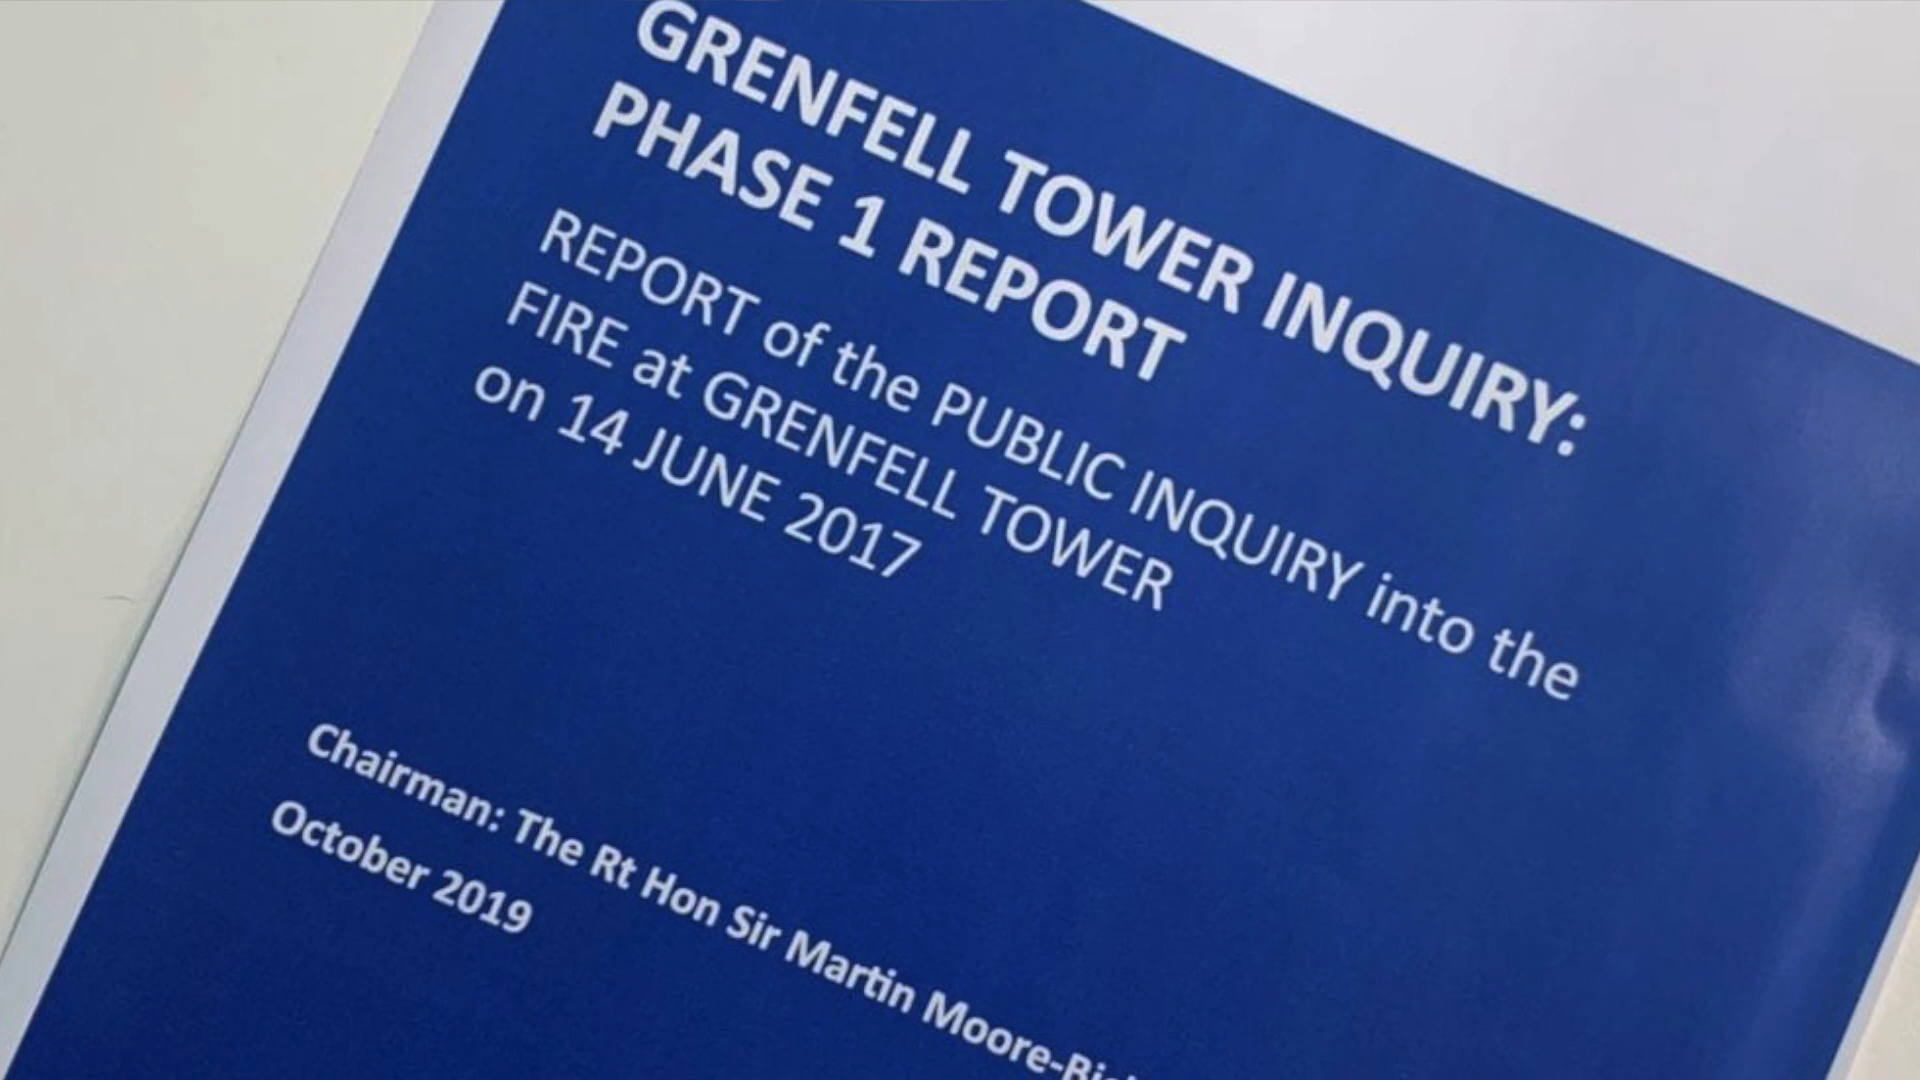 GRENFELL TOWER INQUIRY:
PHASE 1 REPORT
REPORT of the PUBLIC INQUIRY into the
FIRE at GRENFELL TOWER
on 14 JUNE 2017
Chairman: The Rt Hon Sir Martin
October 2019